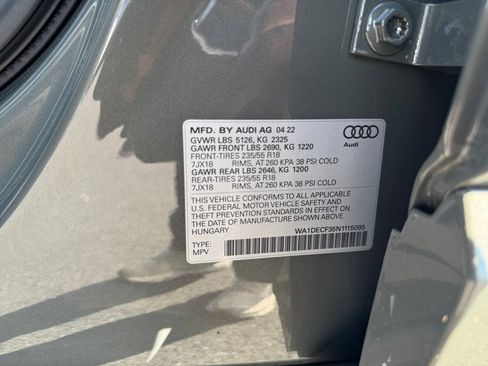 MFD. BY AUDI AG 04 22
GVWR LBS 5126, KG 2325
GAWR FRONT LBS 2690, KG 1220
FRONT-TIRES 235/55 R18
7JX18 RIMS, AT 260 KPA 38 PSI COLD
GAWR REAR LBS 2646, KG 1200
REAR-TIRES 235/55 R18
7JX18 RIMS, AT 260 KPA 38 PSI COLD
THIS VEHICLE CONFORMS TO ALL APPLICABLE
U.S. FEDERAL MOTOR VEHICLE SAFETY AND
THEFT PREVENTION STANDARDS IN EFFECT ON
THE DATE OF MANUFACTURE SHOWN ABOVE.
HUNGARY
WA1DECF35N1115095
TYPE:
MPV
Audi